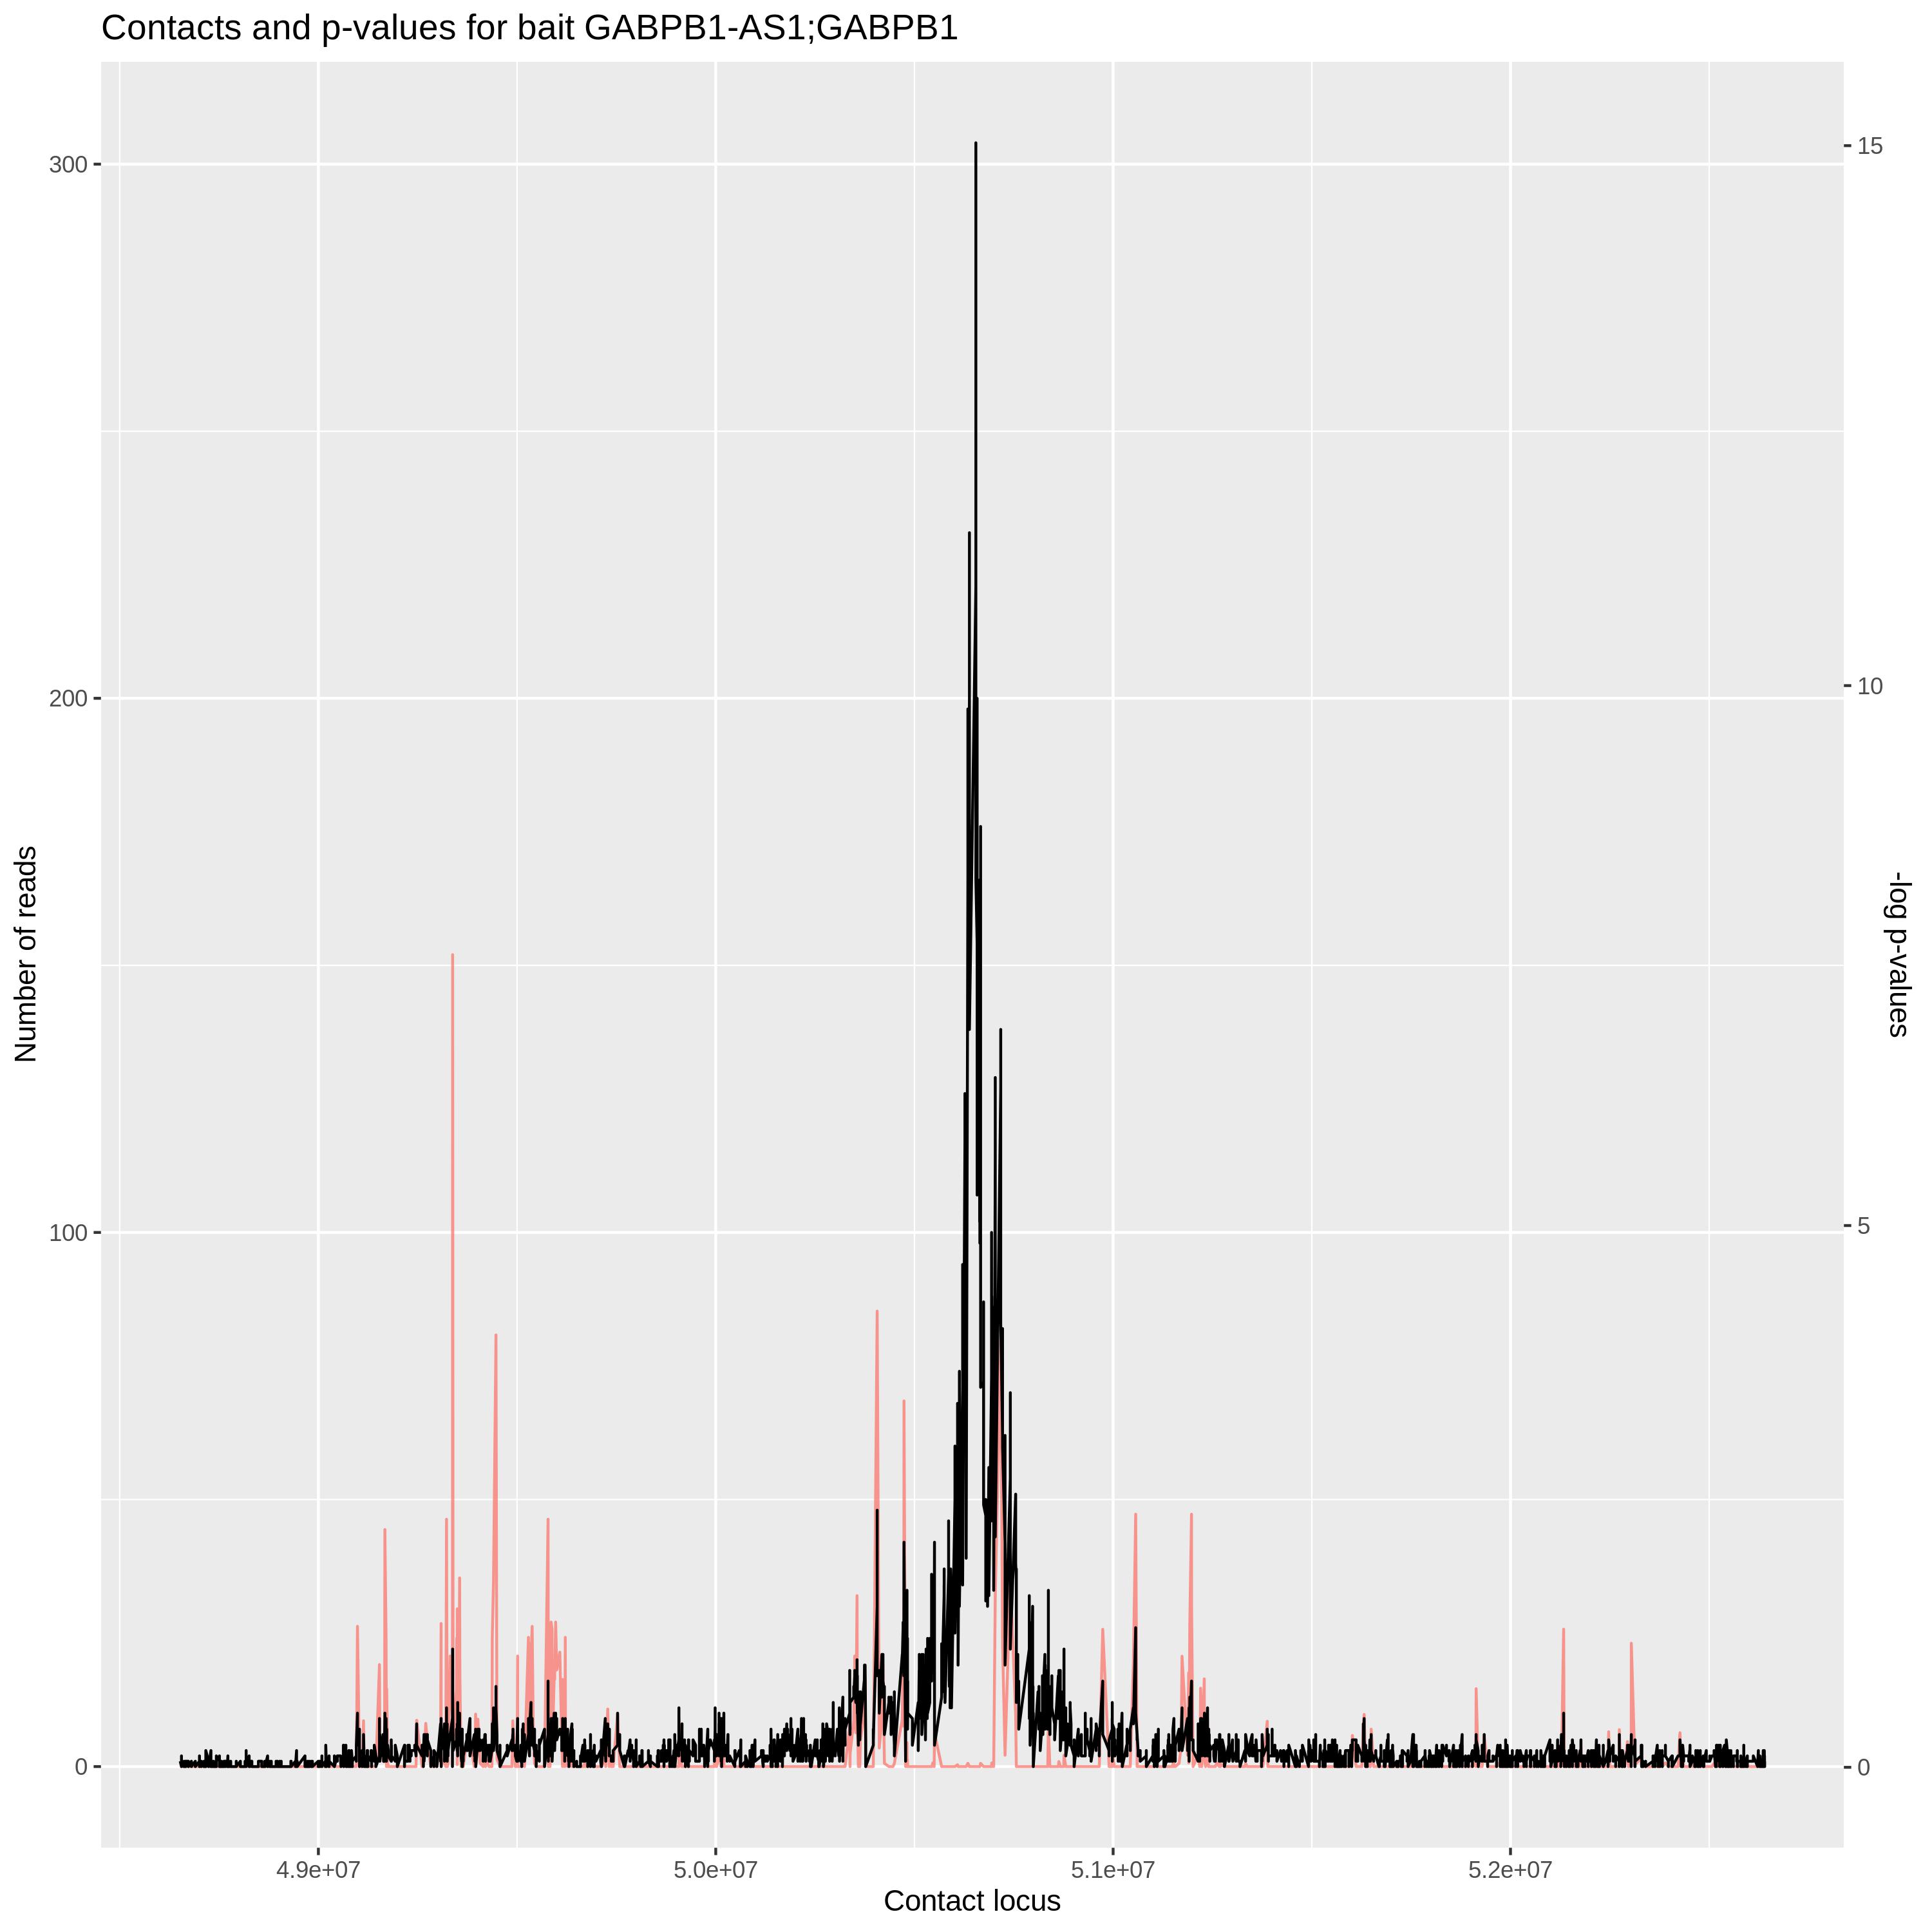 Contacts and p-values for bait GABPB1-AS1;GABPB1
300
200
100
0
15
10
5
0
Number of reads
-log p-values
4.9e+07 5.0e+07 5.1e+07 5.2e+07
Contact locus